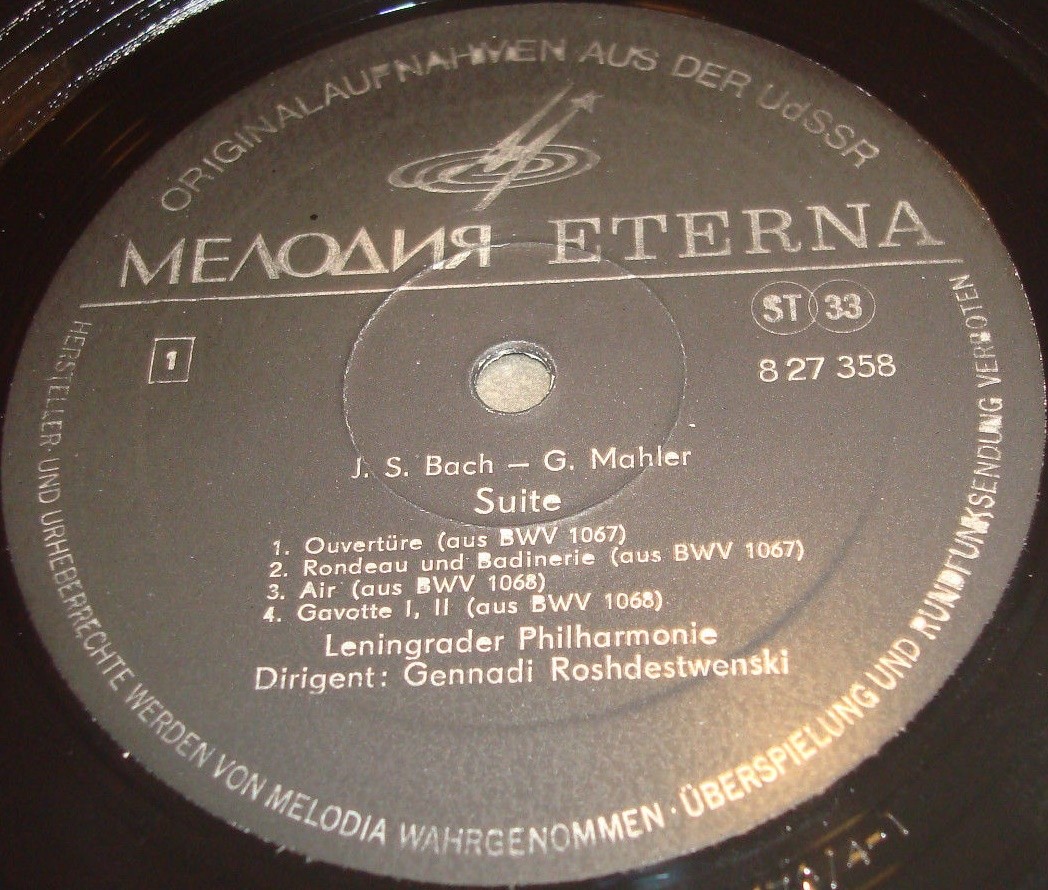 ORIGINALAUFNAHMEN AUS DER UdSSR
МЕЛОДИЯ ETERNA
ST 33
1
8 27 358
J. S. Bach – G. Mahler
Suite
1. Ouvertüre (aus BWV 1067)
2. Rondeau und Badinerie (aus BWV 1067)
3. Air (aus BWV 1068)
4. Gavotte I, II (aus BWV 1068)
Leningrader Philharmonie
Dirigent: Gennadi Roshdestwenski
HERSTELLER- UND URHEBERRECHTE WERDEN VON MELODIA WAHRGENOMMEN · ÜBERSPIELUNG UND RUNDFUNKSENDUNG VERBOTEN